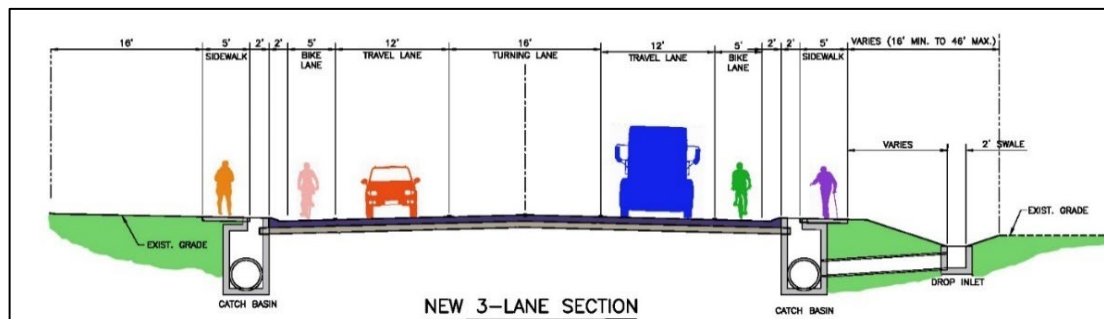 16' 5' 2' 2' 5' 12' 16' 12' 5' 2' 2' 5' VARIES (16' MIN. TO 46' MAX.)
SIDEWALK BIKE LANE TRAVEL LANE TURNING LANE TRAVEL LANE BIKE LANE SIDEWALK
VARIES 2' SWALE
EXIST. GRADE EXIST. GRADE
DROP INLET
CATCH BASIN CATCH BASIN
NEW 3-LANE SECTION